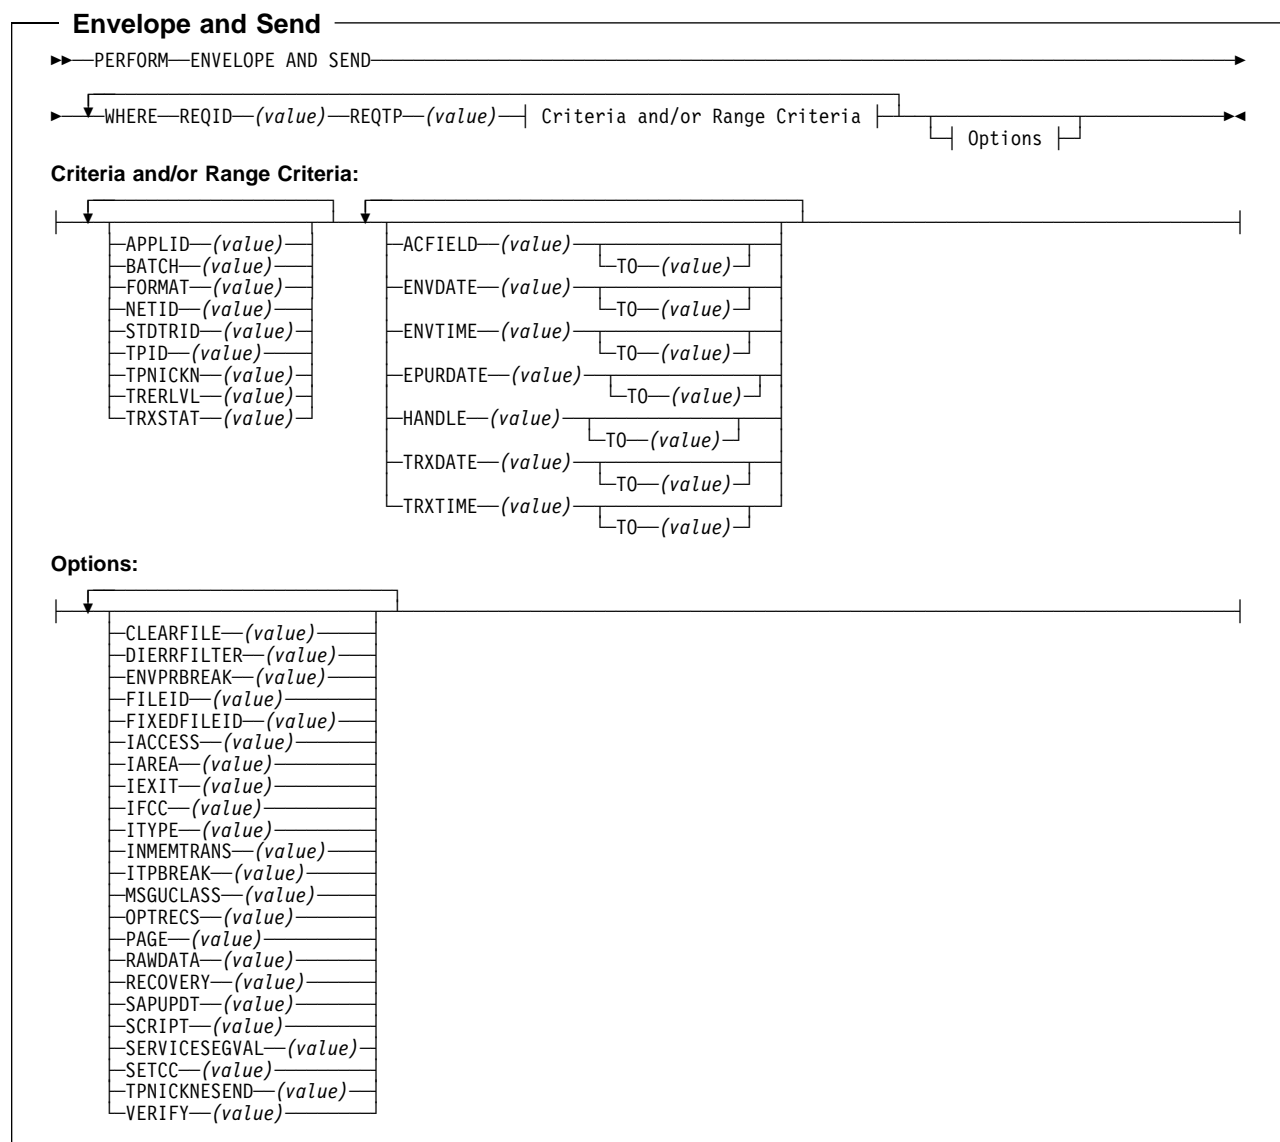 Envelope and Send
PERFORM ENVELOPE AND SEND
WHERE REQID (value) REQTP (value) Criteria and/or Range Criteria
Options
Criteria and/or Range Criteria:
APPLID (value)
BATCH (value)
FORMAT (value)
NETID (value)
STDTRID (value)
TPID (value)
TPNICKN (value)
TRERLVL (value)
TRXSTAT (value)
ACFIELD (value)
TO (value)
ENVDATE (value)
TO (value)
ENVTIME (value)
TO (value)
EPURDATE (value)
TO (value)
HANDLE (value)
TO (value)
TRXDATE (value)
TO (value)
TRXTIME (value)
TO (value)
Options:
CLEARFILE (value)
DIERRFILTER (value)
ENVPRBREAK (value)
FILEID (value)
FIXEDFILEID (value)
IACCESS (value)
IAREA (value)
IEXIT (value)
IFCC (value)
ITYPE (value)
INMEMTRANS (value)
ITPBREAK (value)
MSGUCLASS (value)
OPTRECS (value)
PAGE (value)
RAWDATA (value)
RECOVERY (value)
SAPUPDT (value)
SCRIPT (value)
SERVICESEGVAL (value)
SETCC (value)
TPNICKNESEND (value)
VERIFY (value)